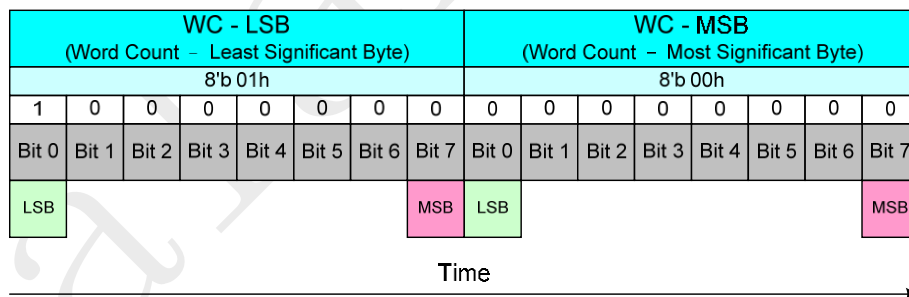 WC - LSB WC - MSB
(Word Count – Least Significant Byte) (Word Count – Most Significant Byte)
8'b 01h 8'b 00h
1 0 0 0 0 0 0 0 0 0 0 0 0 0 0 0
Bit 0 Bit 1 Bit 2 Bit 3 Bit 4 Bit 5 Bit 6 Bit 7 Bit 0 Bit 1 Bit 2 Bit 3 Bit 4 Bit 5 Bit 6 Bit 7
LSB MSB LSB MSB
Time